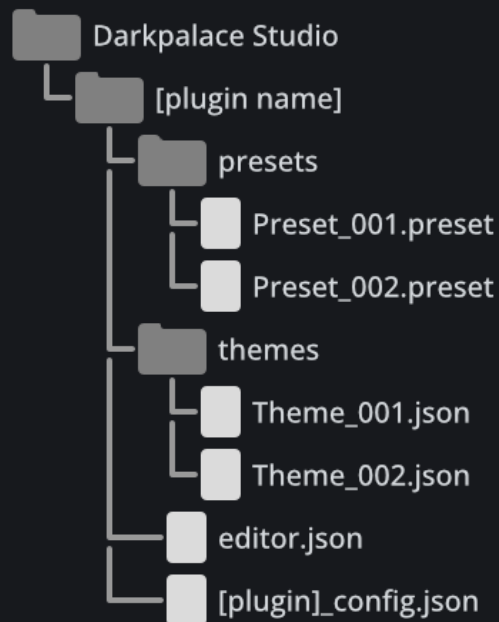 Darkpalace Studio
[plugin name]
presets
Preset_001.preset
Preset_002.preset
themes
Theme_001.json
Theme_002.json
editor.json
[plugin]_config.json